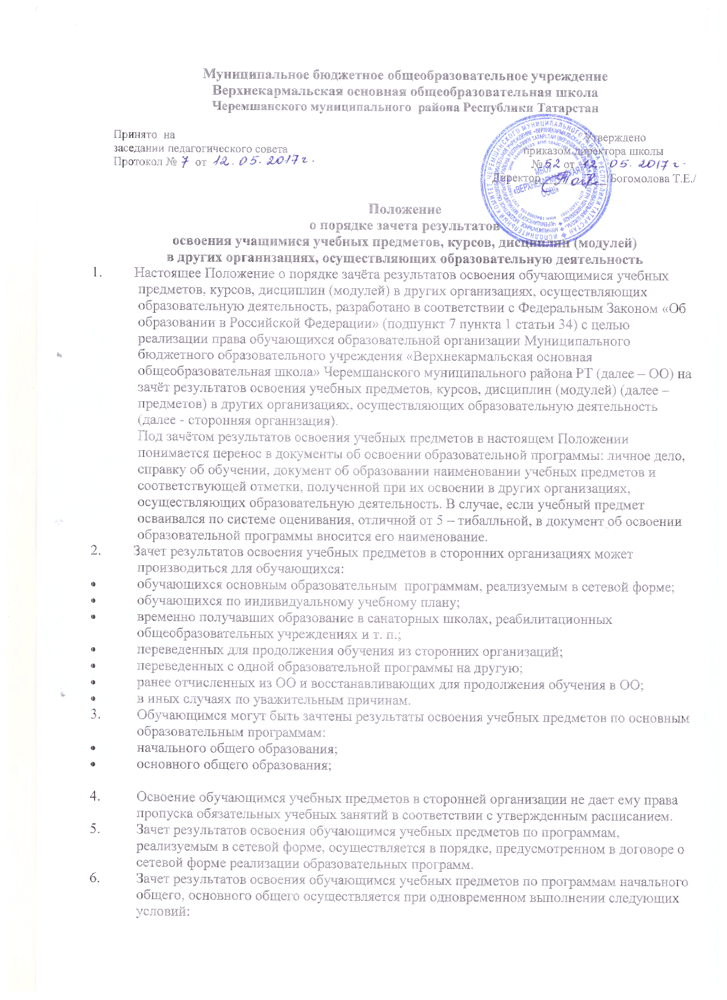 Муниципальное бюджетное общеобразовательное учреждение
Верхнекармальская основная общеобразовательная школа
Черемшанского муниципального района Республики Татарстан
Принято на
заседании педагогического совета
Протокол № 7 от 12. 05. 2017 г.
Утверждено
приказом директора школы
№ 52 от 12 05. 2017 г.
Директор /Богомолова Т.Е./
МБОУ
«ВЕРХНЕКАРМАЛЬСКАЯ
ООШ»
Положение
о порядке зачета результатов
освоения учащимися учебных предметов, курсов, дисциплин (модулей)
в других организациях, осуществляющих образовательную деятельность
1. Настоящее Положение о порядке зачёта результатов освоения обучающимися учебных
предметов, курсов, дисциплин (модулей) в других организациях, осуществляющих
образовательную деятельность, разработано в соответствии с Федеральным Законом «Об
образовании в Российской Федерации» (подпункт 7 пункта 1 статьи 34) с целью
реализации права обучающихся образовательной организации Муниципального
бюджетного образовательного учреждения «Верхнекармальская основная
общеобразовательная школа» Черемшанского муниципального района РТ (далее – ОО) на
зачёт результатов освоения учебных предметов, курсов, дисциплин (модулей) (далее –
предметов) в других организациях, осуществляющих образовательную деятельность
(далее - сторонняя организация).
Под зачётом результатов освоения учебных предметов в настоящем Положении
понимается перенос в документы об освоении образовательной программы: личное дело,
справку об обучении, документ об образовании наименовании учебных предметов и
соответствующей отметки, полученной при их освоении в других организациях,
осуществляющих образовательную деятельность. В случае, если учебный предмет
осваивался по системе оценивания, отличной от 5 – тибалльной, в документ об освоении
образовательной программы вносится его наименование.
2. Зачет результатов освоения учебных предметов в сторонних организациях может
производиться для обучающихся:
• обучающихся основным образовательным программам, реализуемым в сетевой форме;
• обучающихся по индивидуальному учебному плану;
• временно получавших образование в санаторных школах, реабилитационных
общеобразовательных учреждениях и т. п.;
• переведенных для продолжения обучения из сторонних организаций;
• переведенных с одной образовательной программы на другую;
• ранее отчисленных из ОО и восстанавливающих для продолжения обучения в ОО;
• в иных случаях по уважительным причинам.
3. Обучающимся могут быть зачтены результаты освоения учебных предметов по основным
образовательным программам:
• начального общего образования;
• основного общего образования;
4. Освоение обучающимся учебных предметов в сторонней организации не дает ему права
пропуска обязательных учебных занятий в соответствии с утвержденным расписанием.
5. Зачет результатов освоения обучающимся учебных предметов по программам,
реализуемым в сетевой форме, осуществляется в порядке, предусмотренном в договоре о
сетевой форме реализации образовательных программ.
6. Зачет результатов освоения обучающимся учебных предметов по программам начального
общего, основного общего осуществляется при одновременном выполнении следующих
условий: